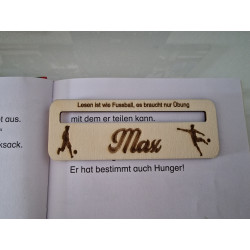 Lesen ist wie Fussball, es braucht nur Übung
ot aus.
mit dem er teilen kann.
ksack.
Max
Er hat bestimmt auch Hunger!